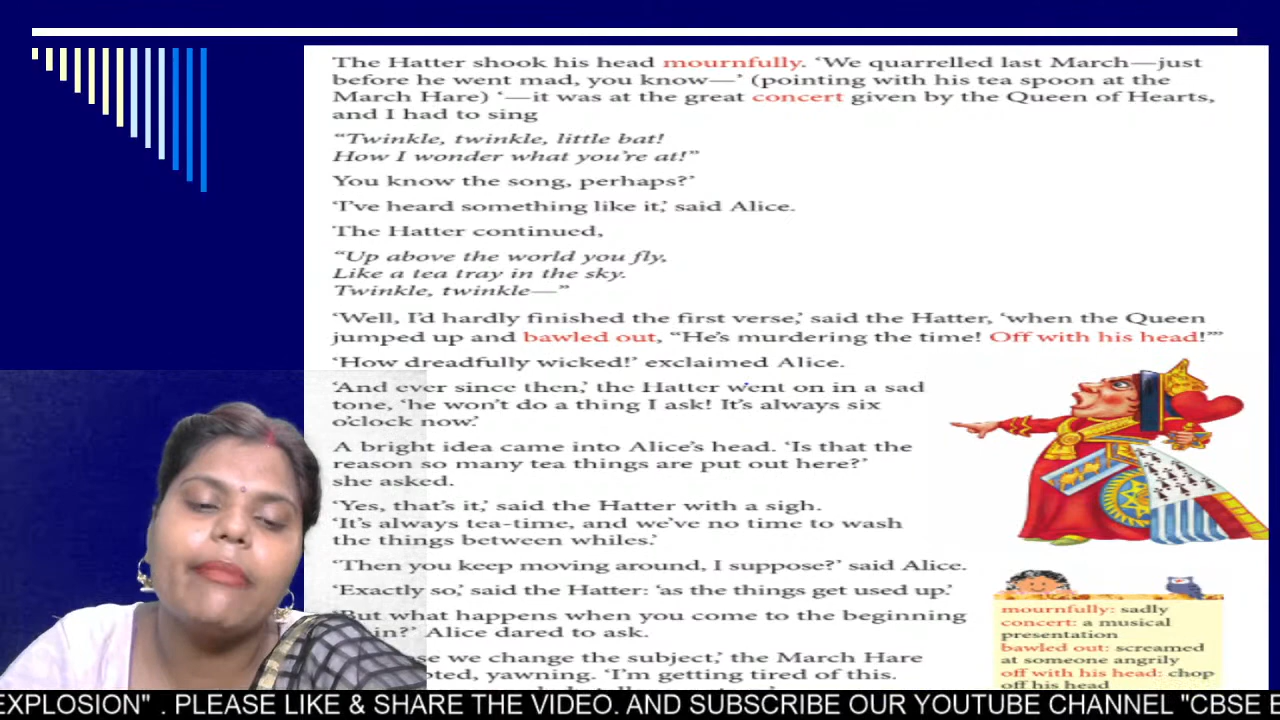 The Hatter shook his head mournfully. ‘We quarrelled last March—just
before he went mad, you know—’ (pointing with his tea spoon at the
March Hare) ‘—it was at the great concert given by the Queen of Hearts,
and I had to sing
“Twinkle, twinkle, little bat!
How I wonder what you’re at!”
You know the song, perhaps?’
‘I’ve heard something like it,’ said Alice.
The Hatter continued,
“Up above the world you fly,
Like a tea tray in the sky.
Twinkle, twinkle—”
‘Well, I’d hardly finished the first verse,’ said the Hatter, ‘when the Queen
jumped up and bawled out, “He’s murdering the time! Off with his head!”’
‘How dreadfully wicked!’ exclaimed Alice.
‘And ever since then,’ the Hatter went on in a sad
tone, ‘he won’t do a thing I ask! It’s always six
o’clock now.’
A bright idea came into Alice’s head. ‘Is that the
reason so many tea things are put out here?’
she asked.
‘Yes, that’s it,’ said the Hatter with a sigh.
‘It’s always tea-time, and we’ve no time to wash
the things between whiles.’
‘Then you keep moving around, I suppose?’ said Alice.
‘Exactly so,’ said the Hatter: ‘as the things get used up.’
‘But what happens when you come to the beginning
Alice dared to ask.
we change the subject,’ the March Hare
yawning. ‘I’m getting tired of this.
mournfully: sadly
concert: a musical
presentation
bawled out: screamed
at someone angrily
off with his head: chop
off his head
EXPLOSION" . PLEASE LIKE & SHARE THE VIDEO. AND SUBSCRIBE OUR YOUTUBE CHANNEL "CBSE E